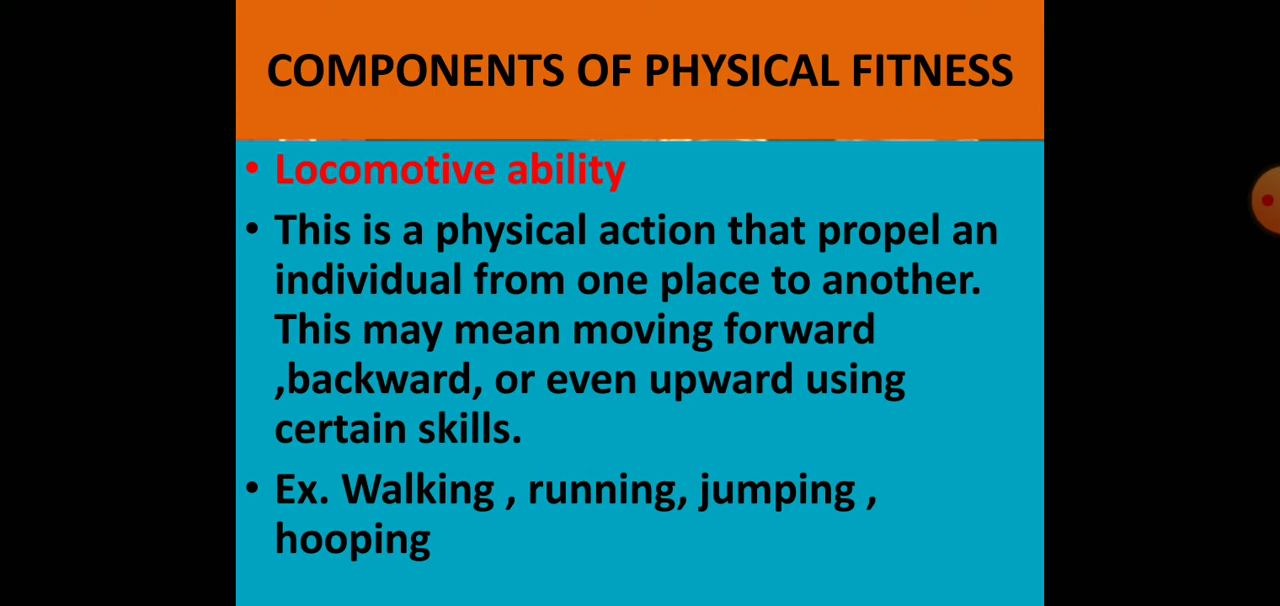 COMPONENTS OF PHYSICAL FITNESS
• Locomotive ability
• This is a physical action that propel an
individual from one place to another.
This may mean moving forward
,backward, or even upward using
certain skills.
• Ex. Walking , running, jumping ,
hooping